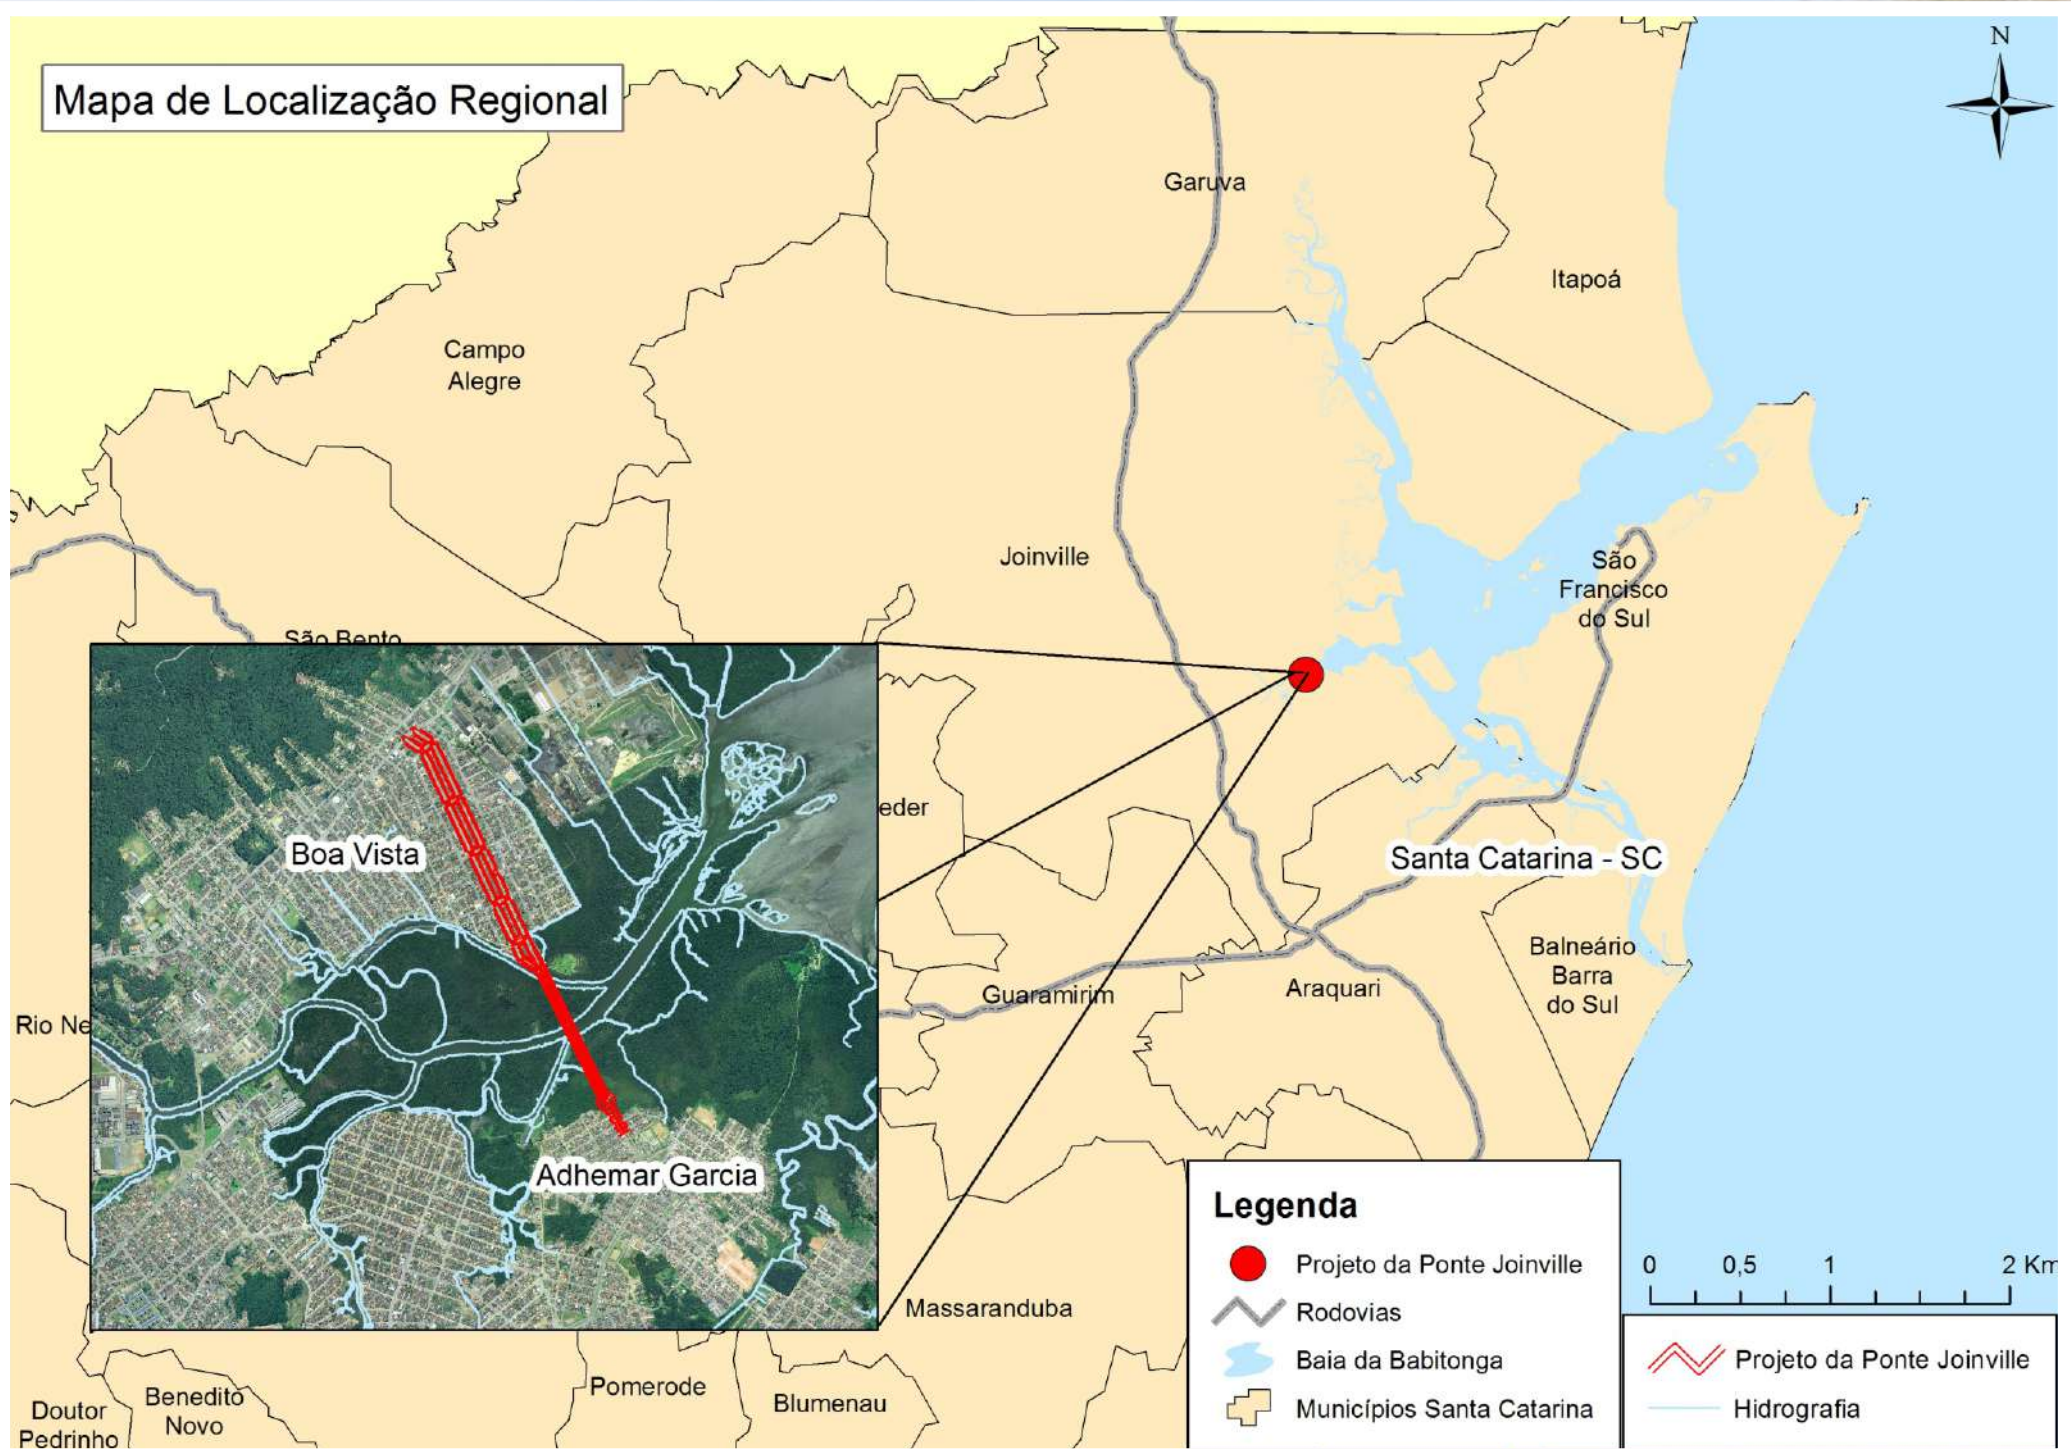 Mapa de Localização Regional
N
Garuva
Itapoá
Campo
Alegre
Joinville
São
Francisco
do Sul
São Bento
Boa Vista
eder
Santa Catarina - SC
Balneário
Barra
do Sul
Guaramirim
Araquari
Rio Ne
Adhemar Garcia
Massaranduba
Pomerode
Blumenau
Benedito
Novo
Doutor
Pedrinho
Legenda
Projeto da Ponte Joinville
Rodovias
Baia da Babitonga
Municípios Santa Catarina
0 0,5 1 2 Km
Projeto da Ponte Joinville
Hidrografia